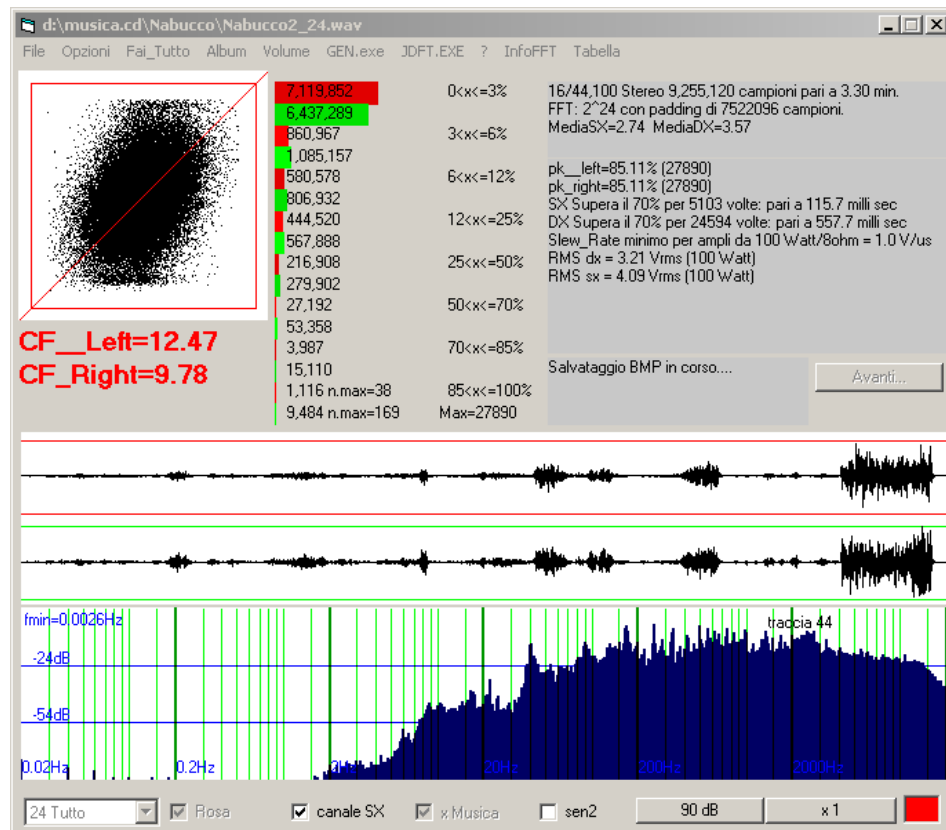 d:\musica.cd\Nabucco\Nabucco2_24.wav
File Opzioni Fai_Tutto Album Volume GEN.exe JDFT.EXE ? InfoFFT Tabella
7,119,852 0<x<=3%
6,437,289
860,967 3<x<=6%
1,085,157
580,578 6<x<=12%
806,932
444,520 12<x<=25%
567,888
216,908 25<x<=50%
279,902
27,192 50<x<=70%
53,358
3,987 70<x<=85%
15,110
1,116 n.max=38 85<x<=100%
9,484 n.max=169 Max=27890
CF__Left=12.47
CF_Right=9.78
16/44,100 Stereo 9,255,120 campioni pari a 3.30 min.
FFT: 2^24 con padding di 7522096 campioni.
MediaSX=2.74 MediaDX=3.57
pk__left=85.11% (27890)
pk_right=85.11% (27890)
SX Supera il 70% per 5103 volte: pari a 115.7 milli sec
DX Supera il 70% per 24594 volte: pari a 557.7 milli sec
Slew_Rate minimo per ampli da 100 Watt/8ohm = 1.0 V/us
RMS dx = 3.21 Vrms (100 Watt)
RMS sx = 4.09 Vrms (100 Watt)
Salvataggio BMP in corso....
Avanti...
fmin=0.0026Hz
traccia 44
-24dB
-54dB
0.02Hz 0.2Hz 2Hz 20Hz 200Hz 2000Hz
24 Tutto Rosa canale SX x Musica sen2 90 dB x 1